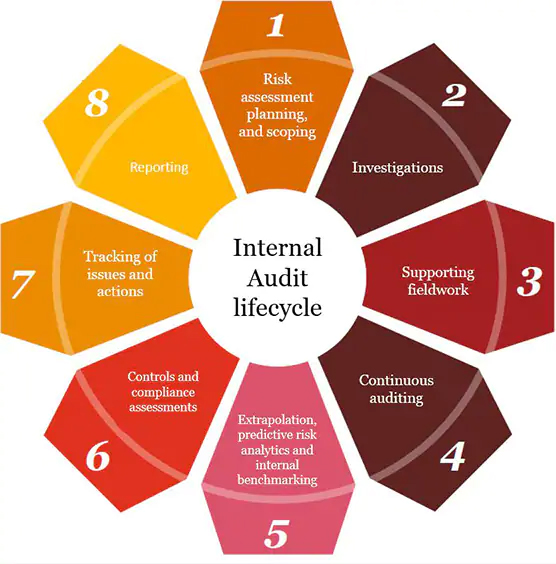 Internal
Audit
lifecycle
1
Risk
assessment
planning,
and scoping
2
Investigations
3
Supporting
fieldwork
4
Continuous
auditing
5
Extrapolation,
predictive risk
analytics and
internal
benchmarking
6
Controls and
compliance
assessments
7
Tracking of
issues and
actions
8
Reporting